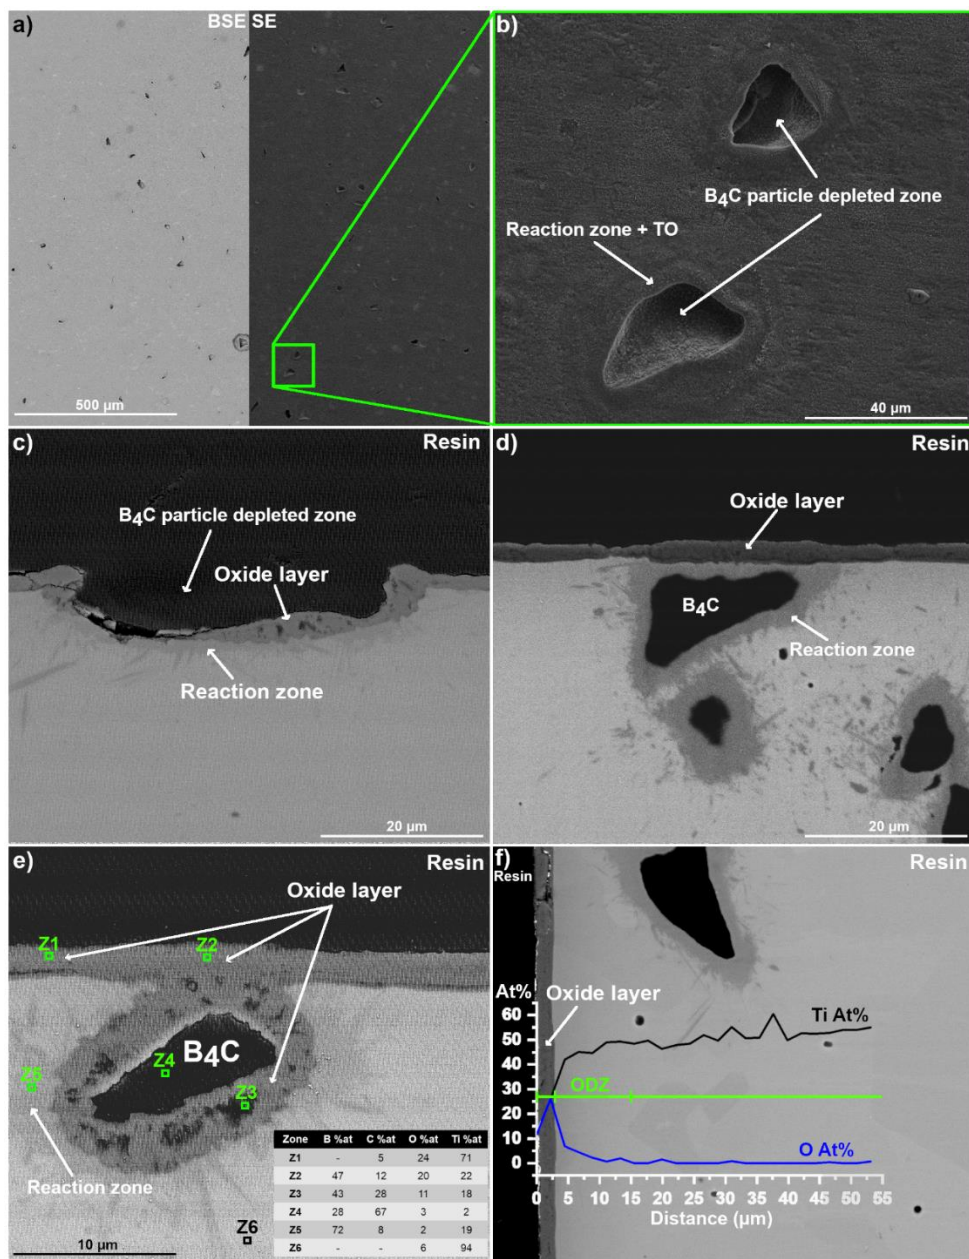 a)
BSE SE
500 µm
b)
B4C particle depleted zone
Reaction zone + TO
40 µm
c)
Resin
B4C particle depleted zone
Oxide layer
Reaction zone
20 µm
d)
Resin
Oxide layer
B4C
Reaction zone
20 µm
e)
Resin
Oxide layer
Z1
Z2
B4C
Z4
Z5
Z3
Reaction zone
Z6
10 µm
Zone B %at C %at O %at Ti %at
Z1 - 5 24 71
Z2 47 12 20 22
Z3 43 28 11 18
Z4 28 67 3 2
Z5 72 8 2 19
Z6 - - 6 94
f)
Resin
Resin
At%
Oxide layer
Ti At%
60
50
40
30
ODZ
20
10
O At%
0
0 5 10 15 20 25 30 35 40 45 50 55
Distance (µm)